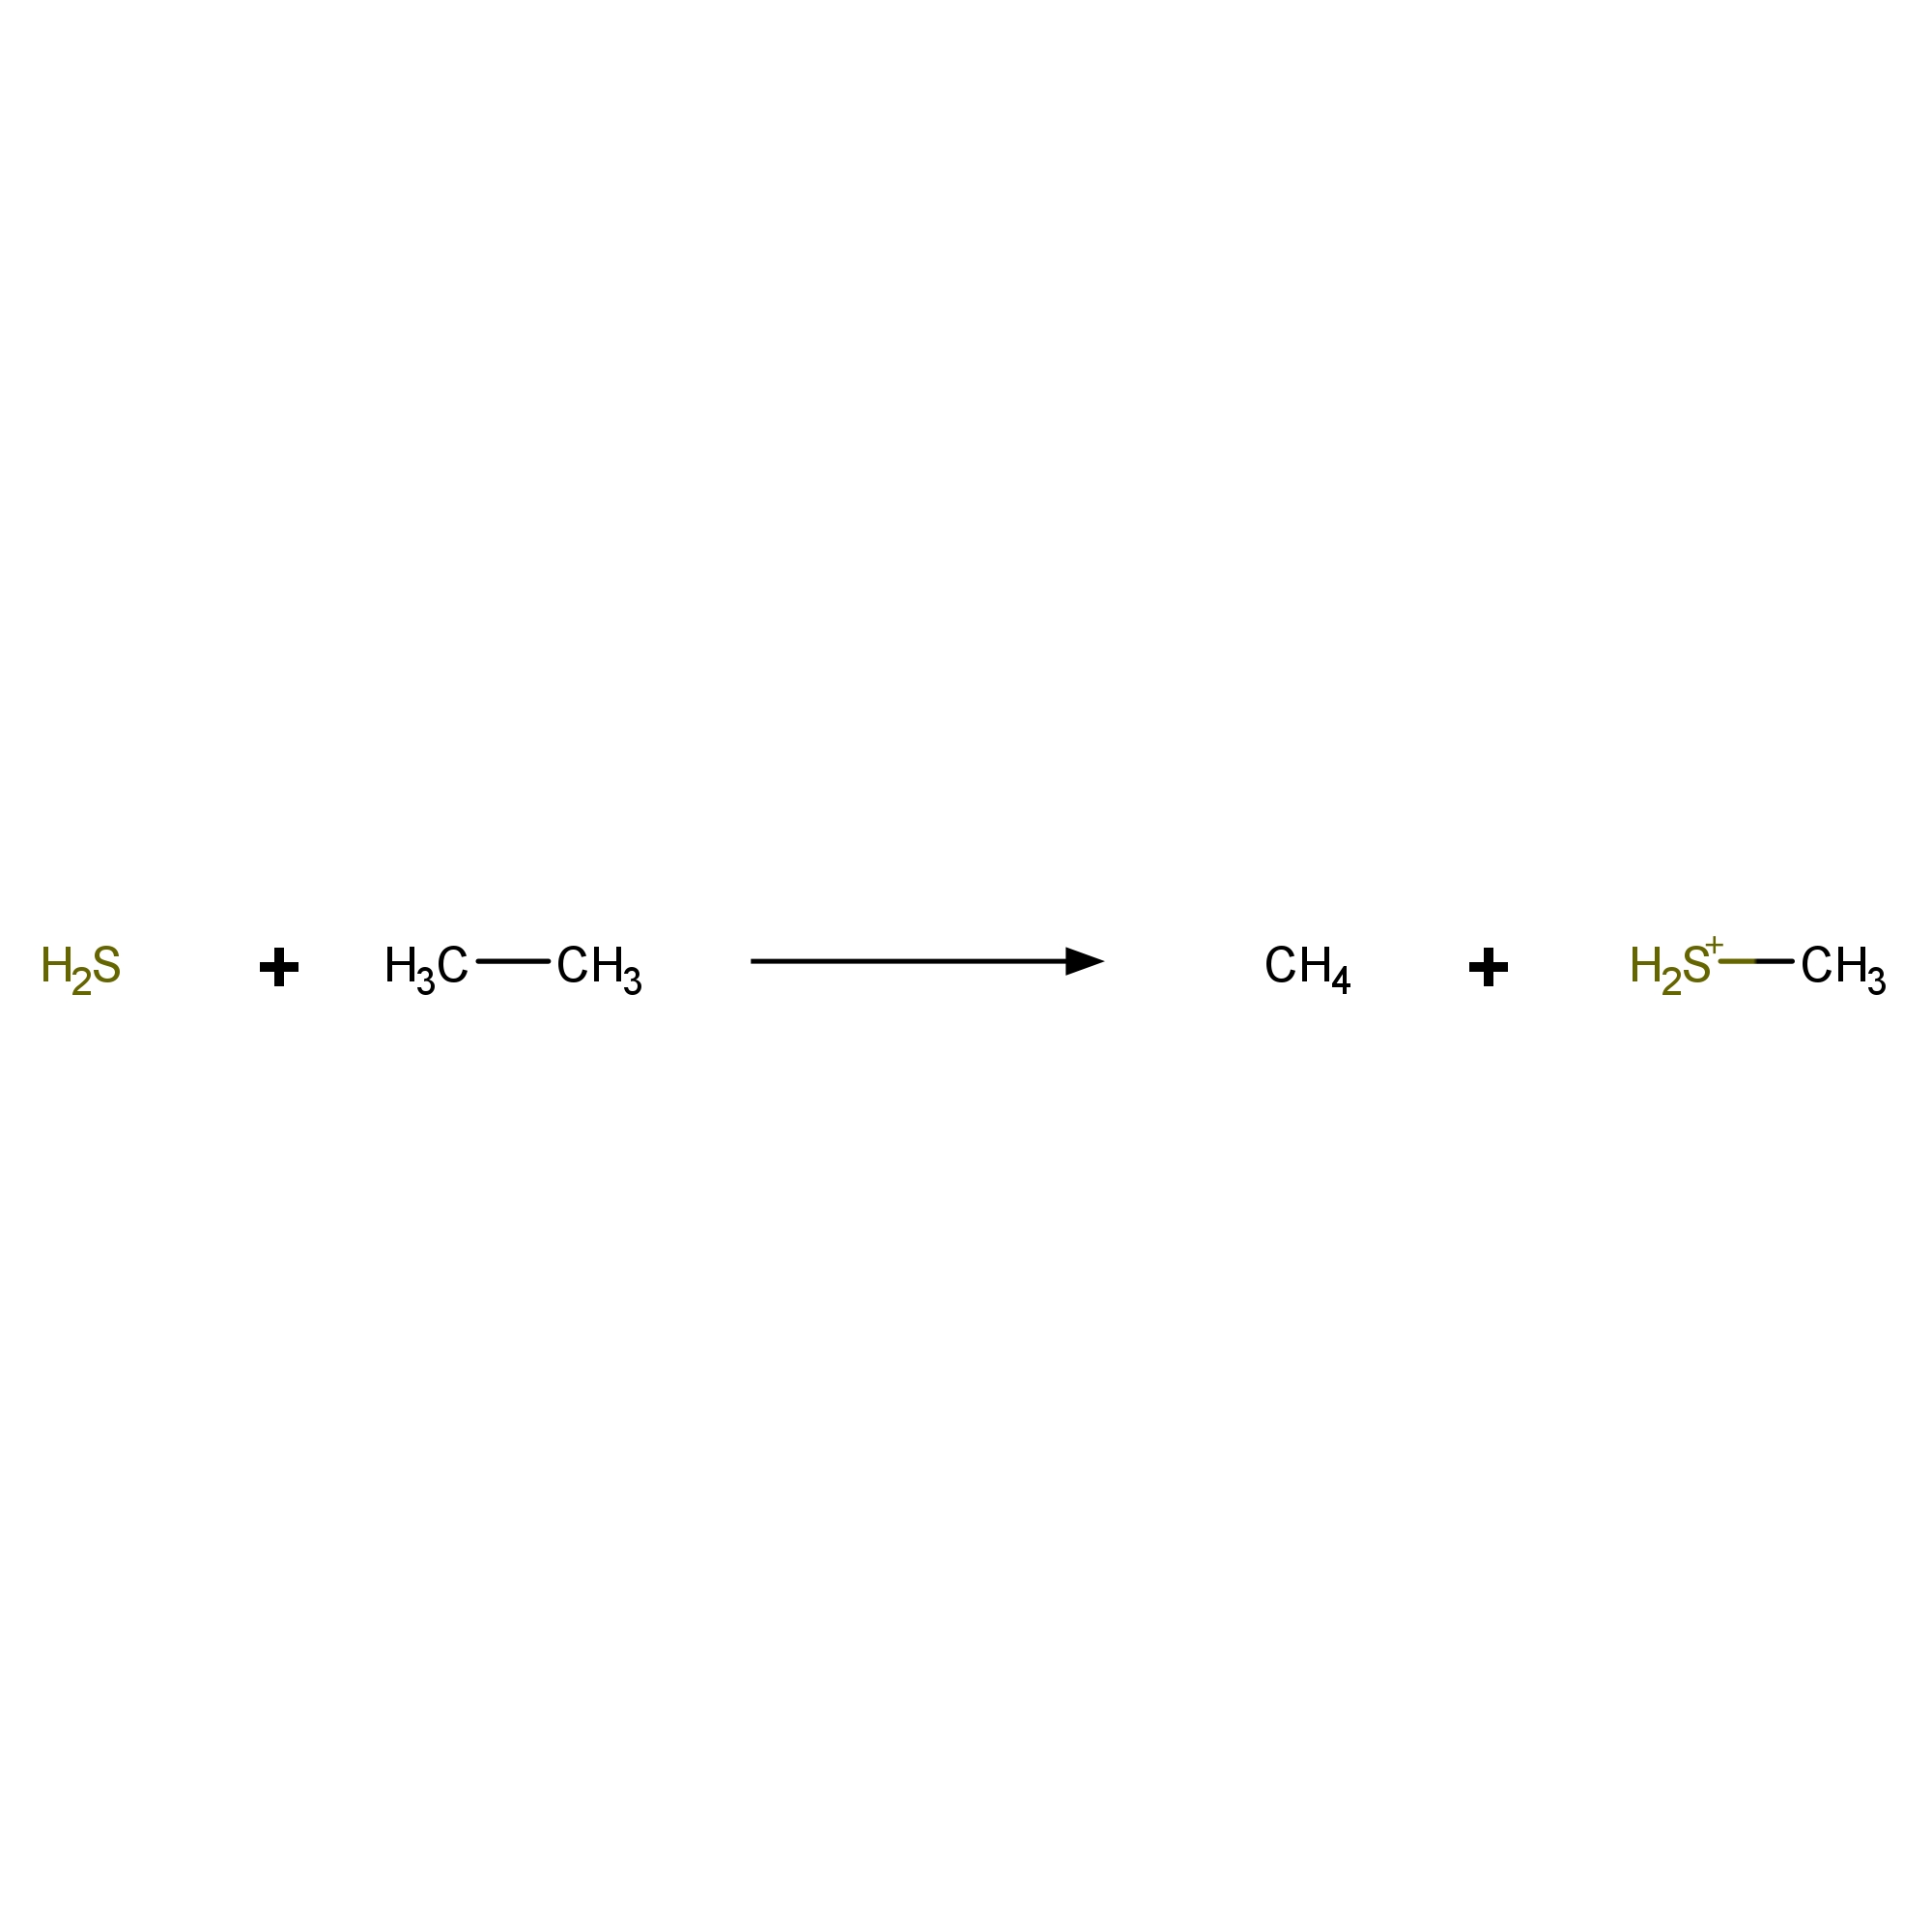 H₂S + H₃C—CH₃ → CH₄ + H₂S⁺—CH₃